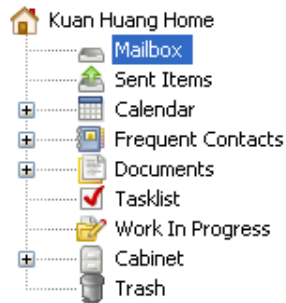 Kuan Huang Home
Mailbox
Sent Items
Calendar
Frequent Contacts
Documents
Tasklist
Work In Progress
Cabinet
Trash